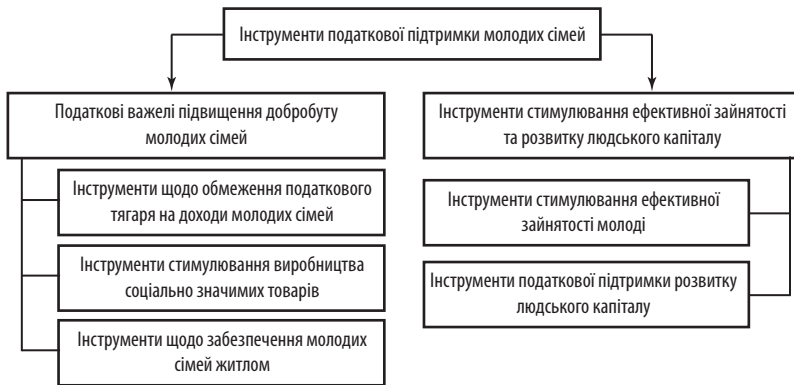 Інструменти податкової підтримки молодих сімей
Податкові важелі підвищення добробуту
молодих сімей
Інструменти щодо обмеження податкового
тягаря на доходи молодих сімей
Інструменти стимулювання виробництва
соціально значимих товарів
Інструменти щодо забезпечення молодих
сімей житлом
Інструменти стимулювання ефективної зайнятості
та розвитку людського капіталу
Інструменти стимулювання ефективної
зайнятості молоді
Інструменти податкової підтримки розвитку
людського капіталу